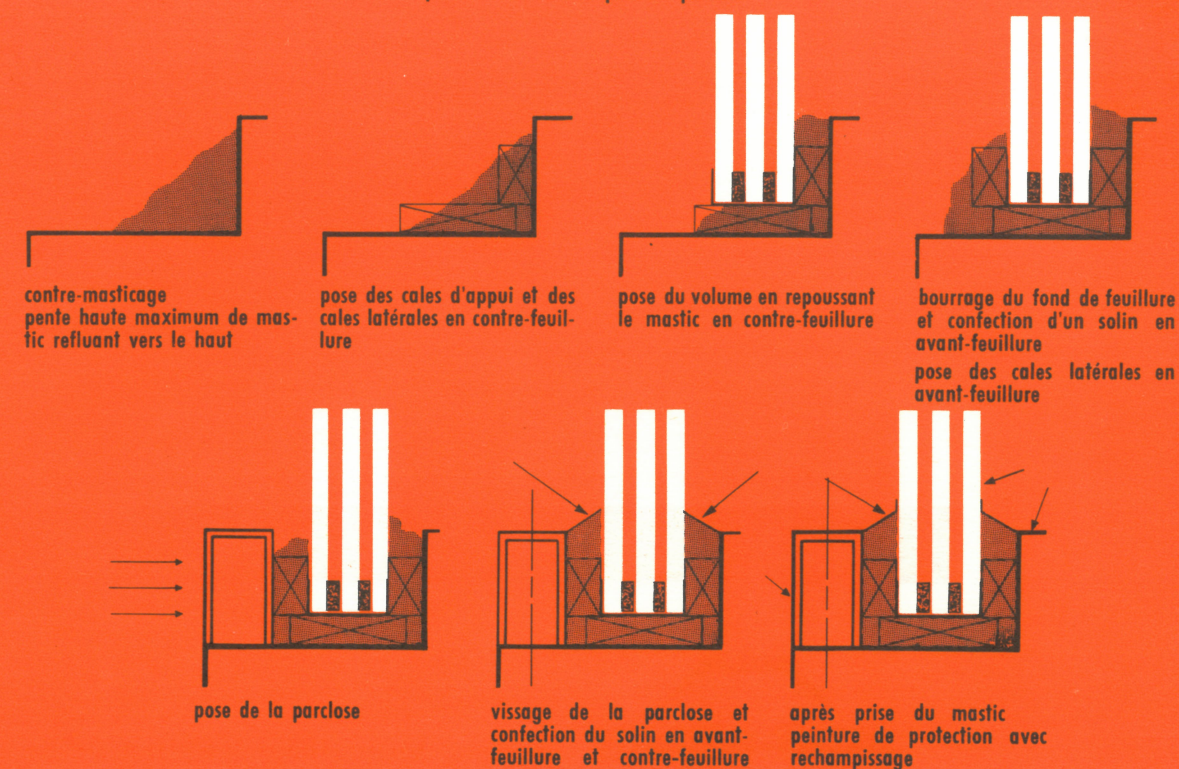 contre-masticage
pente haute maximum de mas-
tic refluant vers le haut
pose des cales d'appui et des
cales latérales en contre-feuil-
lure
pose du volume en repoussant
le mastic en contre-feuillure
bourrage du fond de feuillure
et confection d'un solin en
avant-feuillure
pose des cales latérales en
avant-feuillure
pose de la parclose
vissage de la parclose et
confection du solin en avant-
feuillure et contre-feuillure
après prise du mastic
peinture de protection avec
rechampissage